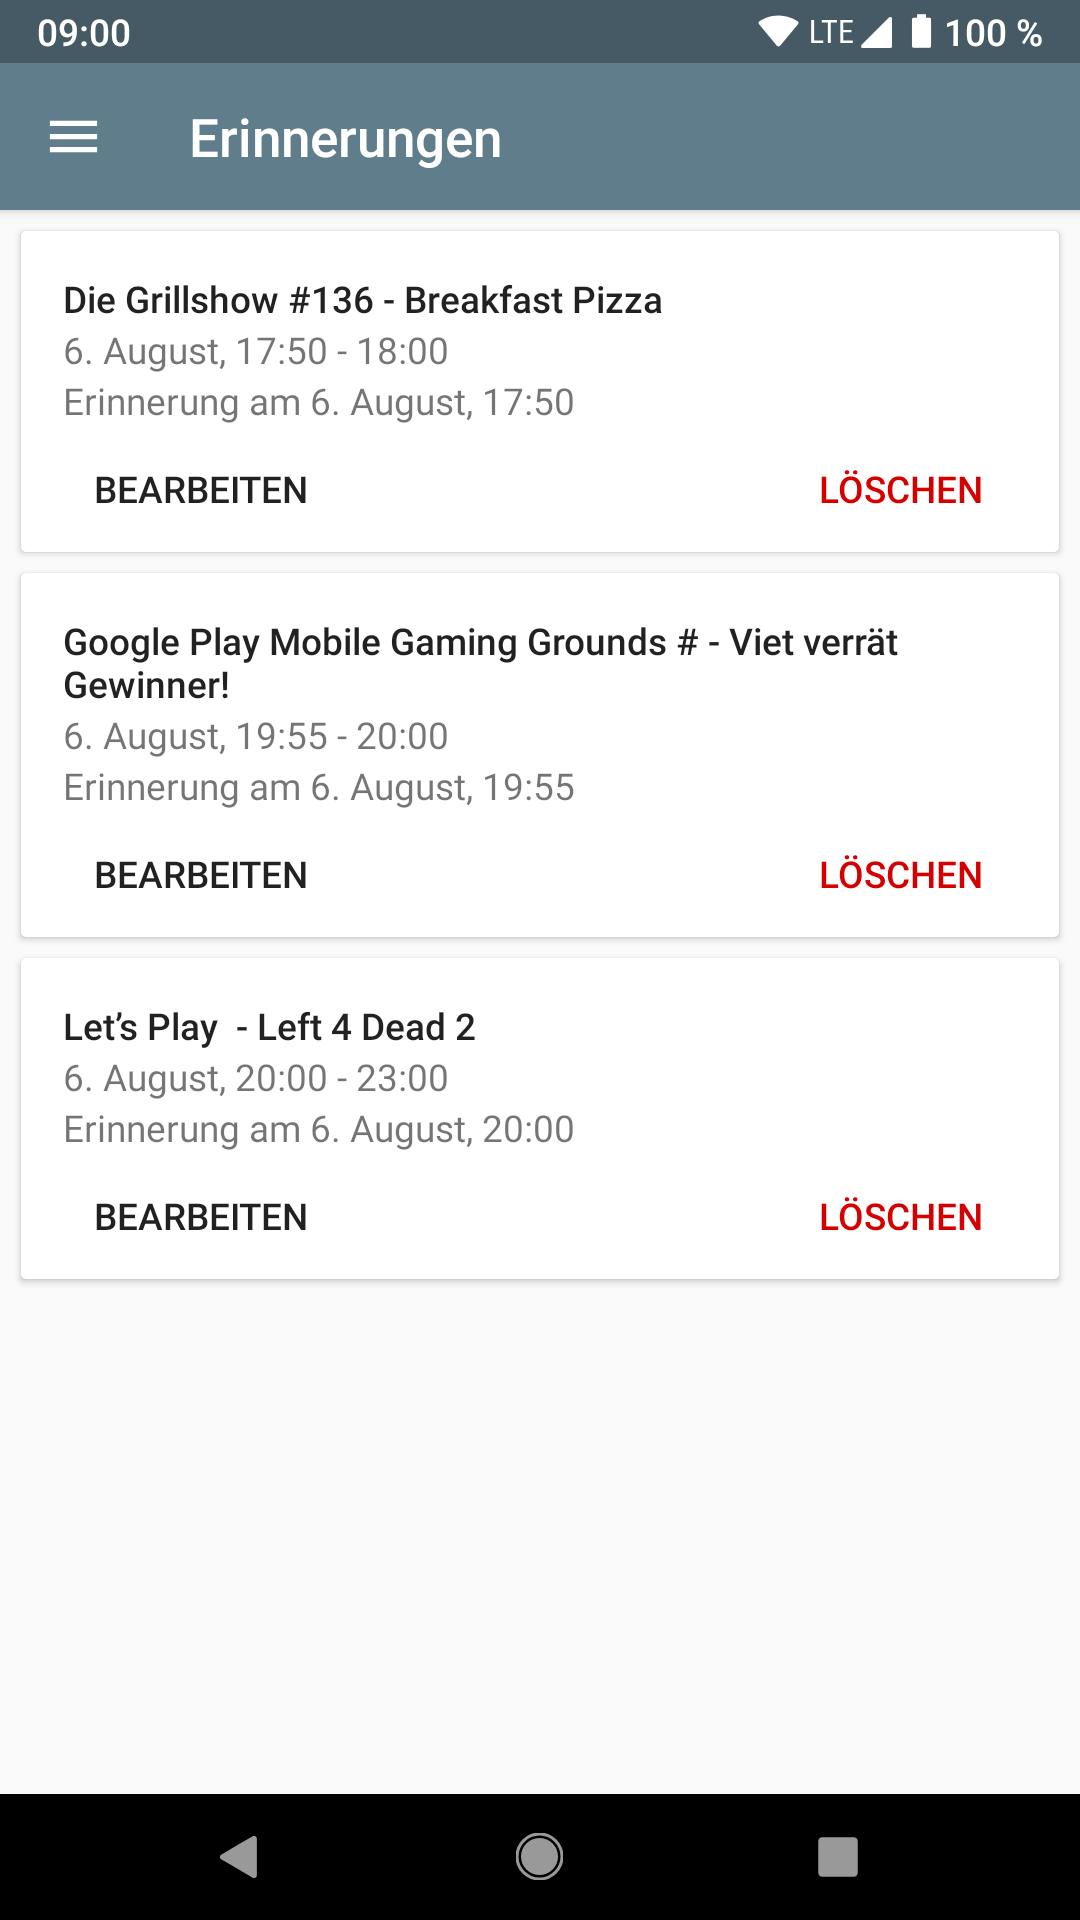 09:00
LTE 100 %
Erinnerungen
Die Grillshow #136 - Breakfast Pizza
6. August, 17:50 - 18:00
Erinnerung am 6. August, 17:50
BEARBEITEN LÖSCHEN
Google Play Mobile Gaming Grounds # - Viet verrät
Gewinner!
6. August, 19:55 - 20:00
Erinnerung am 6. August, 19:55
BEARBEITEN LÖSCHEN
Let’s Play  - Left 4 Dead 2
6. August, 20:00 - 23:00
Erinnerung am 6. August, 20:00
BEARBEITEN LÖSCHEN